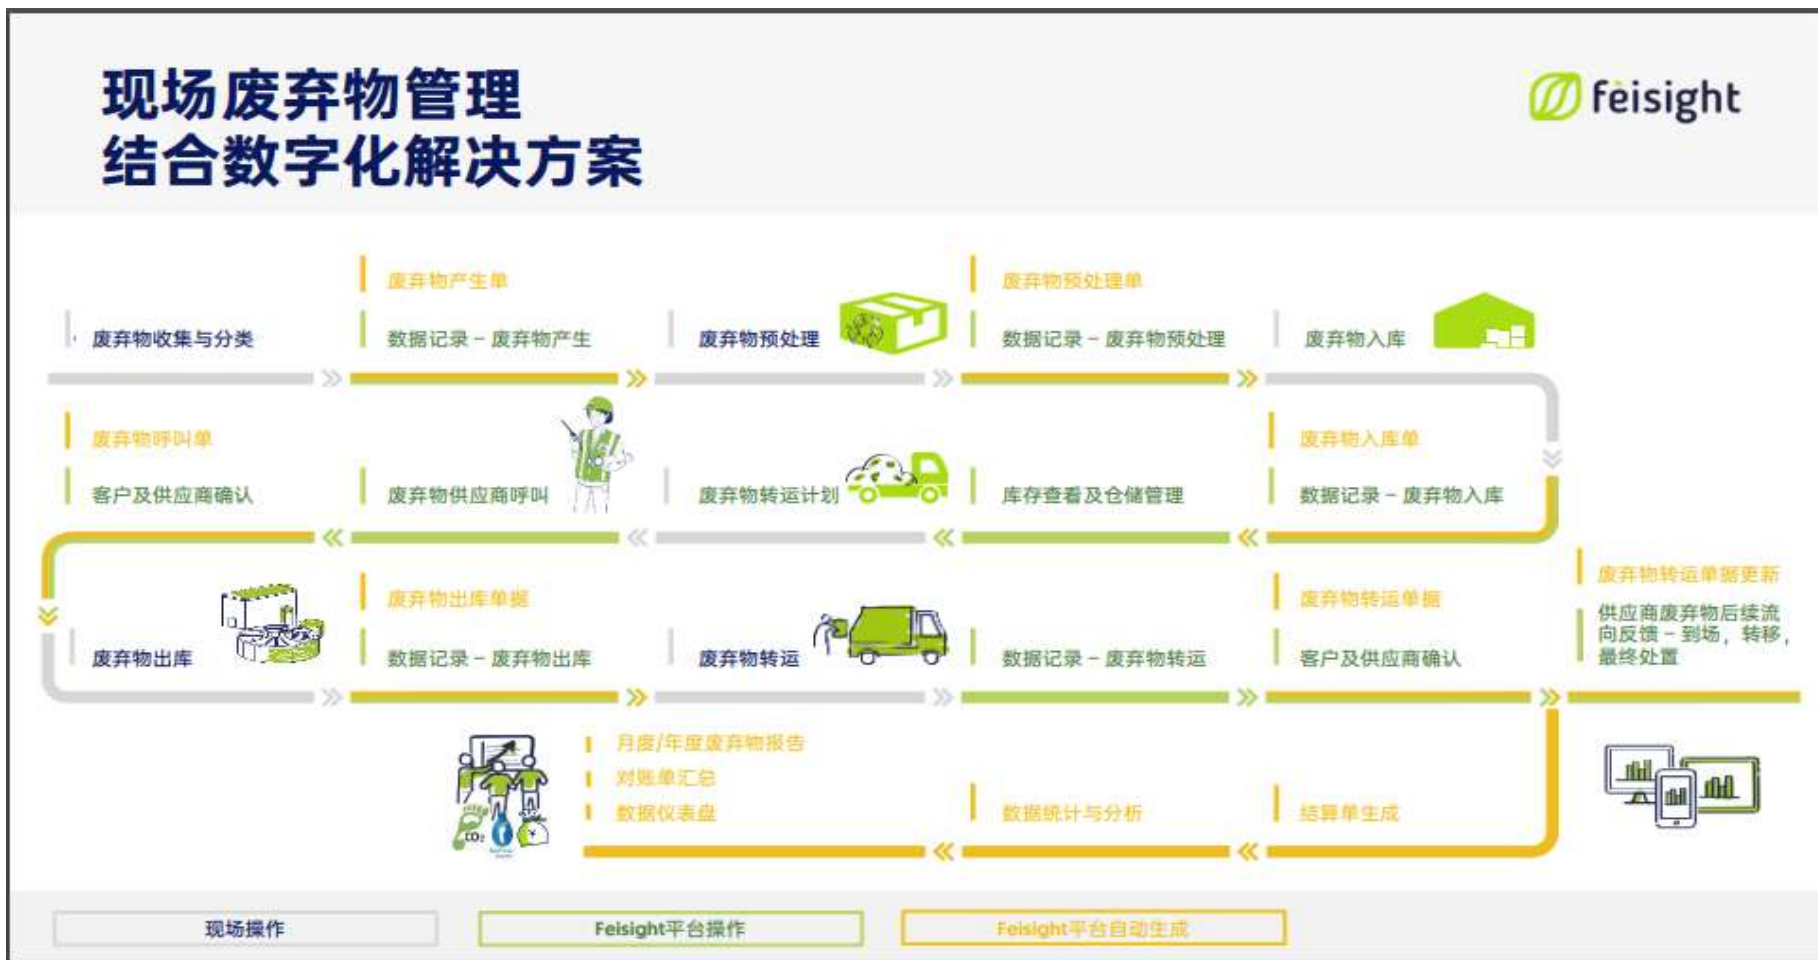 现场废弃物管理
结合数字化解决方案
feisight
废弃物产生单
废弃物预处理单
废弃物收集与分类
数据记录 – 废弃物产生
废弃物预处理
数据记录 – 废弃物预处理
废弃物入库
废弃物呼叫单
废弃物入库单
客户及供应商确认
废弃物供应商呼叫
废弃物转运计划
库存查看及仓储管理
数据记录 – 废弃物入库
废弃物出库单据
废弃物转运单据
废弃物转运单据更新
废弃物出库
数据记录 – 废弃物出库
废弃物转运
数据记录 – 废弃物转运
客户及供应商确认
供应商废弃物后续流
向反馈 – 到场，转移，
最终处置
月度/年度废弃物报告
对账单汇总
数据仪表盘
数据统计与分析
结算单生成
CO2
¥
现场操作
Feisight平台操作
Feisight平台自动生成